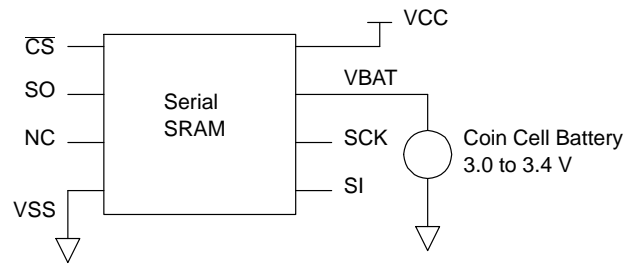 CS
SO
NC
VSS
Serial
SRAM
VCC
VBAT
SCK
SI
Coin Cell Battery
3.0 to 3.4 V